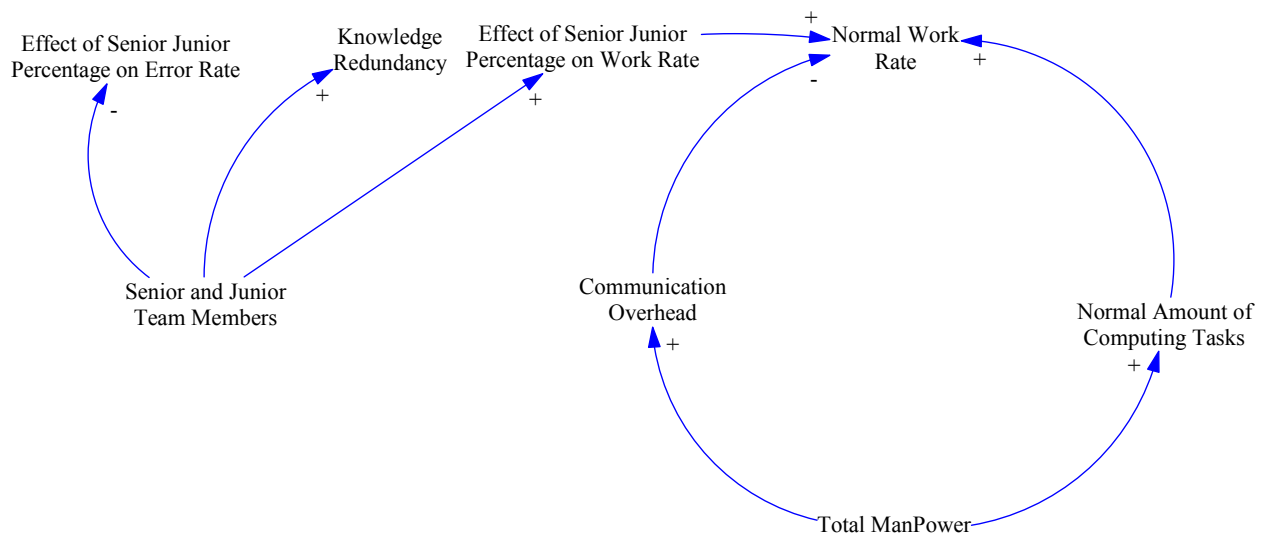 Effect of Senior Junior
Percentage on Error Rate
-
Knowledge
Redundancy
+
Effect of Senior Junior
Percentage on Work Rate
+
+
Normal Work
Rate
-
+
Senior and Junior
Team Members
Communication
Overhead
+
Normal Amount of
Computing Tasks
+
Total ManPower